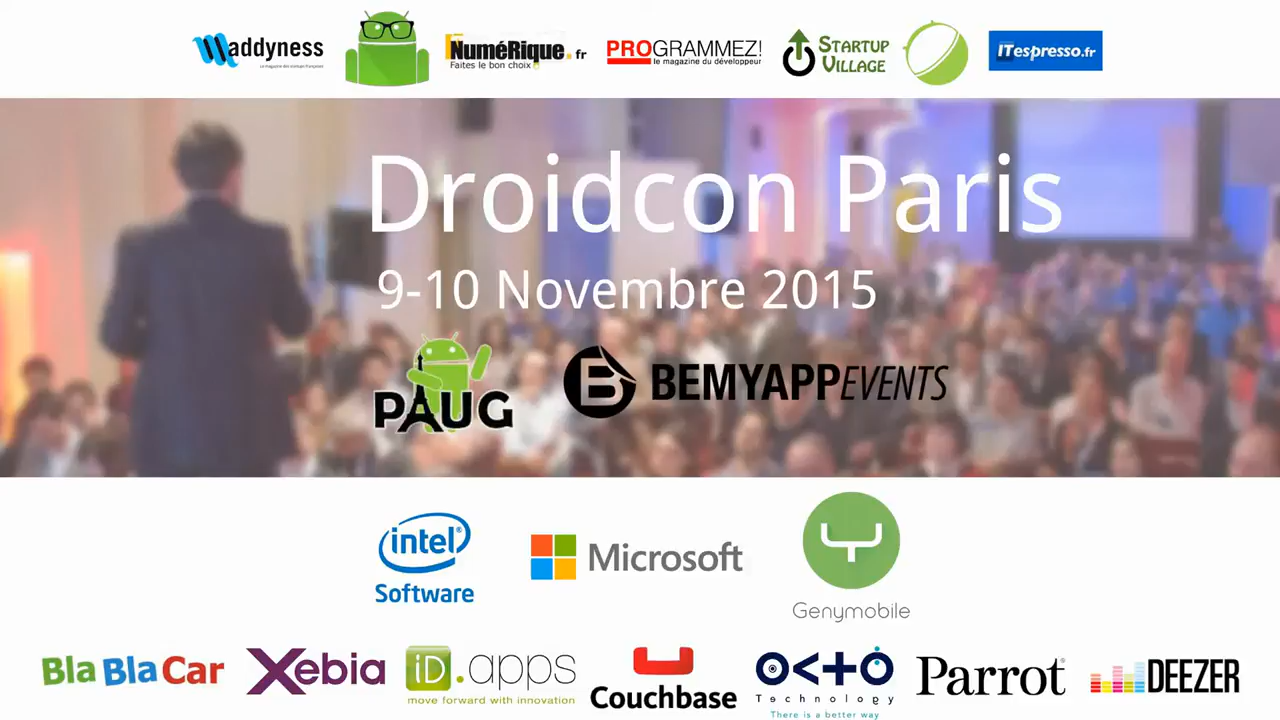 Maddyness
NuméRique.fr
Faites le bon choix!
PROGRAMMEZ!
le magazine du développeur
STARTUP
VILLAGE
ITespresso.fr
Droidcon Paris
9-10 Novembre 2015
PAUG
BEMYAPPEVENTS
intel
Software
Microsoft
Genymobile
BlaBlaCar
Xebia
iD.apps
move forward with innovation
Couchbase
OCTO
Technology
There is a better way
Parrot
DEEZER